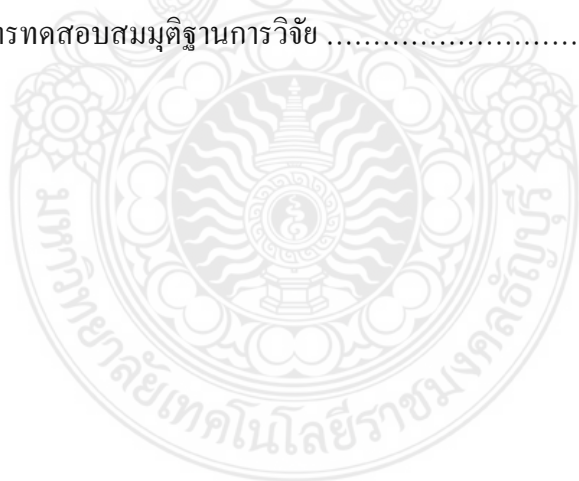 ารทดสอบสมมุติฐานการวิจัย ...........................
มหาวิทยาลัยเทคโนโลยีราชมงคลธัญบุรี